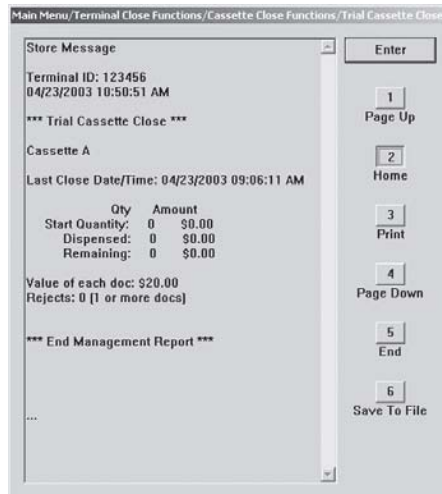 Main Menu/Terminal Close Functions/Cassette Close Functions/Trial Cassette Close
Store Message
Terminal ID: 123456
04/23/2003 10:50:51 AM
*** Trial Cassette Close ***
Cassette A
Last Close Date/Time: 04/23/2003 09:06:11 AM
Qty Amount
Start Quantity: 0 $0.00
Dispensed: 0 $0.00
Remaining: 0 $0.00
Value of each doc: $20.00
Rejects: 0 (1 or more docs)
*** End Management Report ***
...
Enter
1
Page Up
2
Home
3
Print
4
Page Down
5
End
6
Save To File